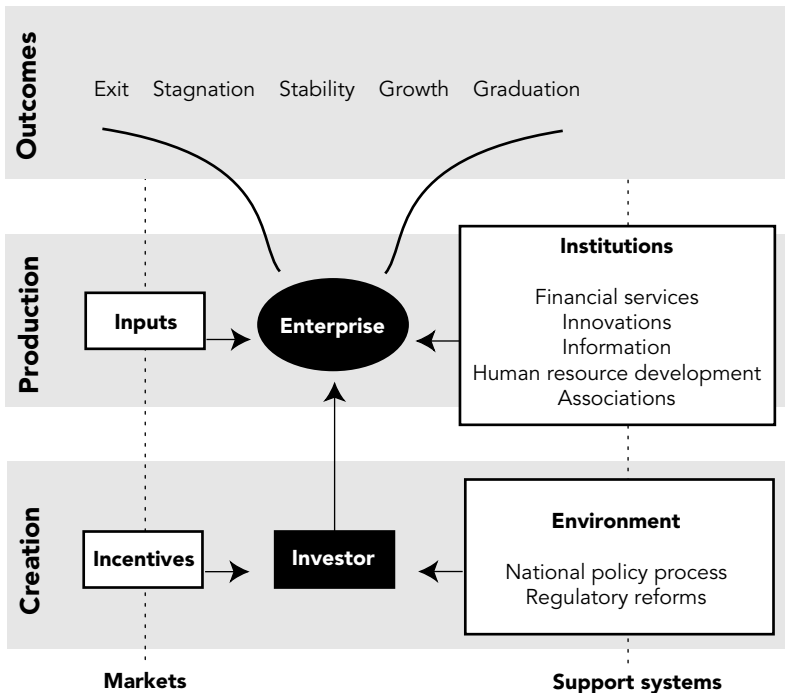 Outcomes
Exit Stagnation Stability Growth Graduation
Production
Inputs
Enterprise
Institutions
Financial services
Innovations
Information
Human resource development
Associations
Creation
Incentives
Investor
Environment
National policy process
Regulatory reforms
Markets
Support systems